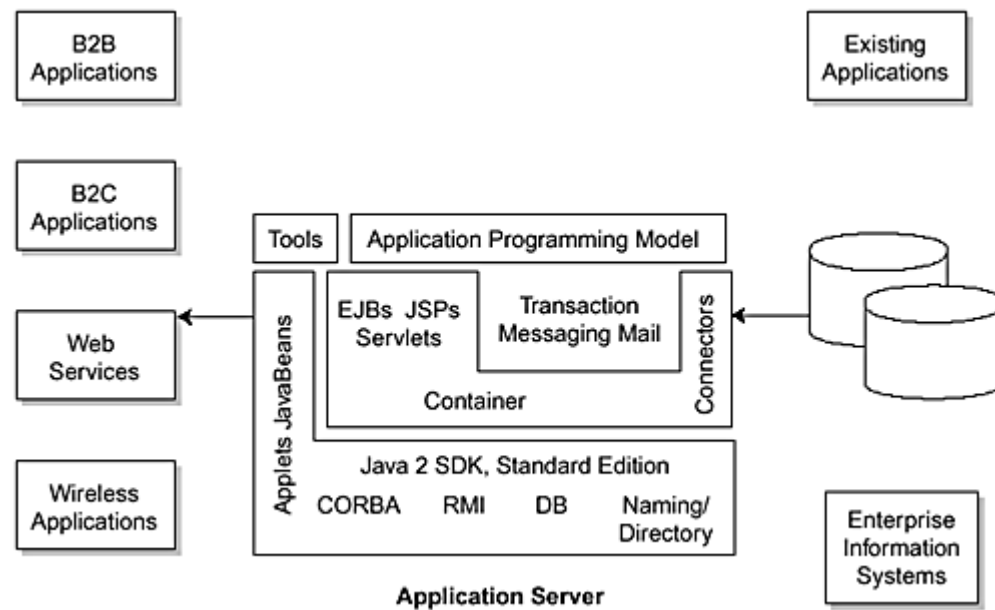 B2B
Applications
Existing
Applications
B2C
Applications
Tools
Application Programming Model
EJBs JSPs
Servlets
Transaction
Messaging Mail
Connectors
Web
Services
Applets JavaBeans
Container
Java 2 SDK, Standard Edition
CORBA RMI DB Naming/
Directory
Wireless
Applications
Enterprise
Information
Systems
Application Server